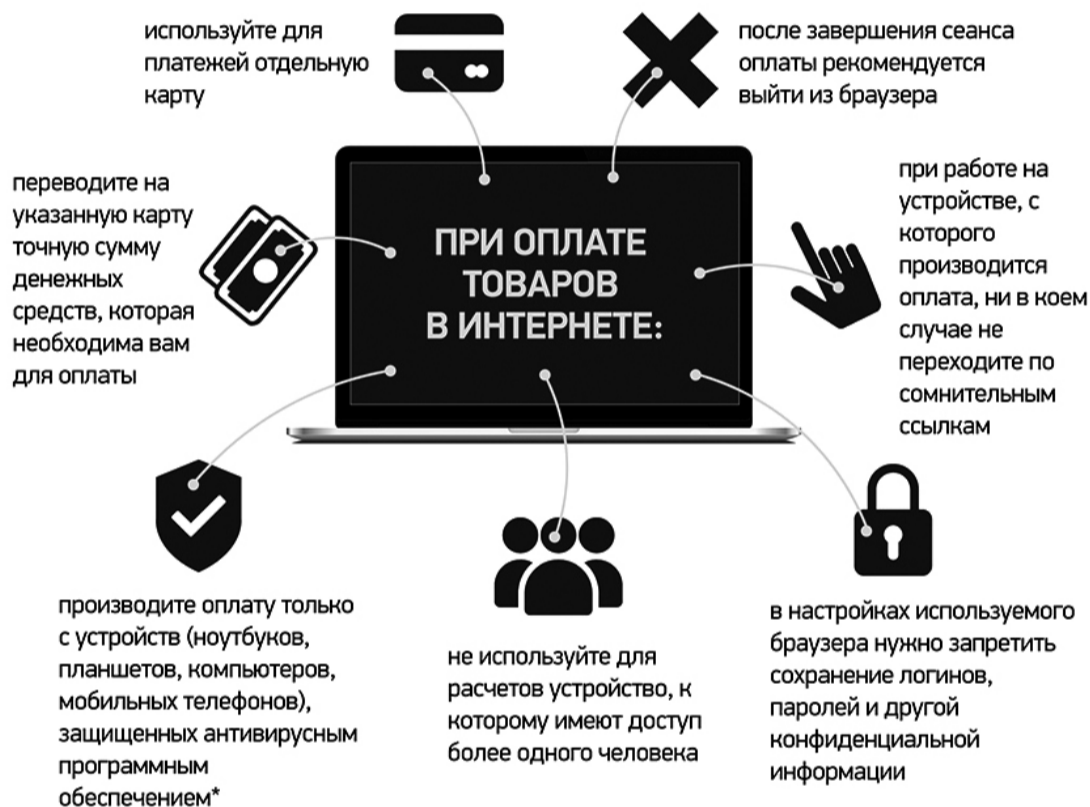 используйте для
платежей отдельную
карту
после завершения сеанса
оплаты рекомендуется
выйти из браузера
переводите на
указанную карту
точную сумму
денежных
средств, которая
необходима вам
для оплаты
ПРИ ОПЛАТЕ
ТОВАРОВ
В ИНТЕРНЕТЕ:
при работе на
устройстве, с
которого
производится
оплата, ни в коем
случае не
переходите по
сомнительным
ссылкам
производите оплату только
с устройств (ноутбуков,
планшетов, компьютеров,
мобильных телефонов),
защищенных антивирусным
программным
обеспечением*
не используйте для
расчетов устройство, к
которому имеют доступ
более одного человека
в настройках используемого
браузера нужно запретить
сохранение логинов,
паролей и другой
конфиденциальной
информации